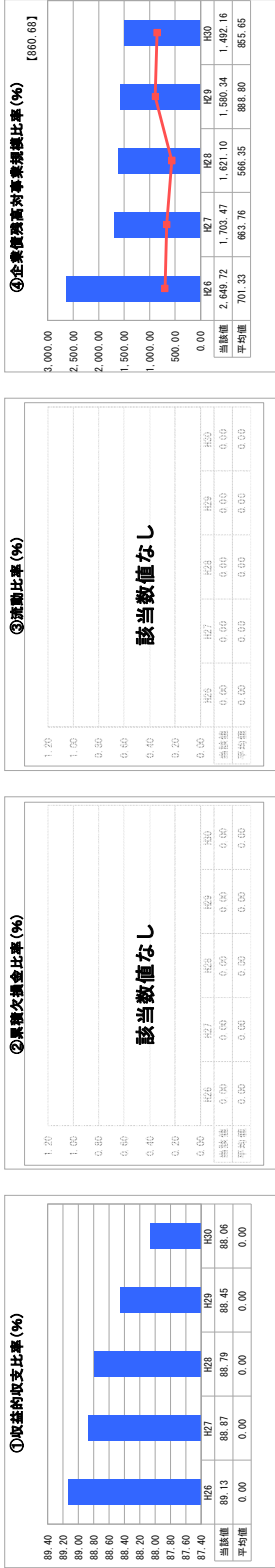 ①収益的収支比率(%)
89.40
89.20
89.00
88.80
88.60
88.40
88.20
88.00
87.80
87.60
87.40
H26 H27 H28 H29 H30
当該値 89.13 88.87 88.79 88.45 88.06
平均値 0.00 0.00 0.00 0.00 0.00
②累積欠損金比率(%)
1.20
1.00
0.80
0.60
0.40
0.20
0.00
該当数値なし
H26 H27 H28 H29 H30
当該値 0.00 0.00 0.00 0.00 0.00
平均値 0.00 0.00 0.00 0.00 0.00
③流動比率(%)
1.20
1.00
0.80
0.60
0.40
0.20
0.00
該当数値なし
H26 H27 H28 H29 H30
当該値 0.00 0.00 0.00 0.00 0.00
平均値 0.00 0.00 0.00 0.00 0.00
④企業債残高対事業規模比率(%)
【860.68】
3,000.00
2,500.00
2,000.00
1,500.00
1,000.00
500.00
0.00
H26 H27 H28 H29 H30
当該値 2,649.72 1,703.47 1,621.10 1,580.34 1,492.16
平均値 701.33 663.76 566.35 888.80 855.65